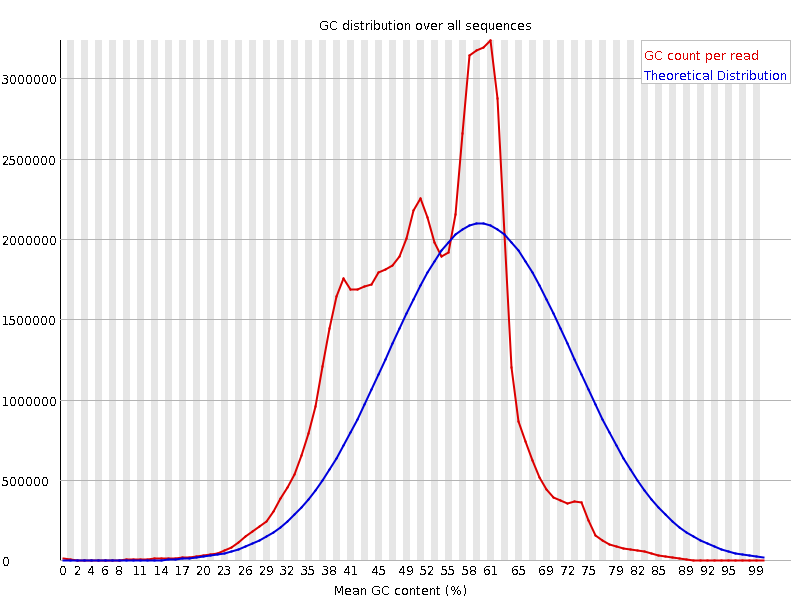 GC distribution over all sequences
GC count per read
Theoretical Distribution
3000000
2500000
2000000
1500000
1000000
500000
0
0 2 4 6 8 11 14 17 20 23 26 29 32 35 38 41 45 49 52 55 58 61 65 69 72 75 79 82 85 89 92 95 99
Mean GC content (%)